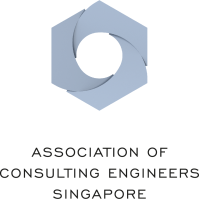 ASSOCIATION OF
CONSULTING ENGINEERS
SINGAPORE